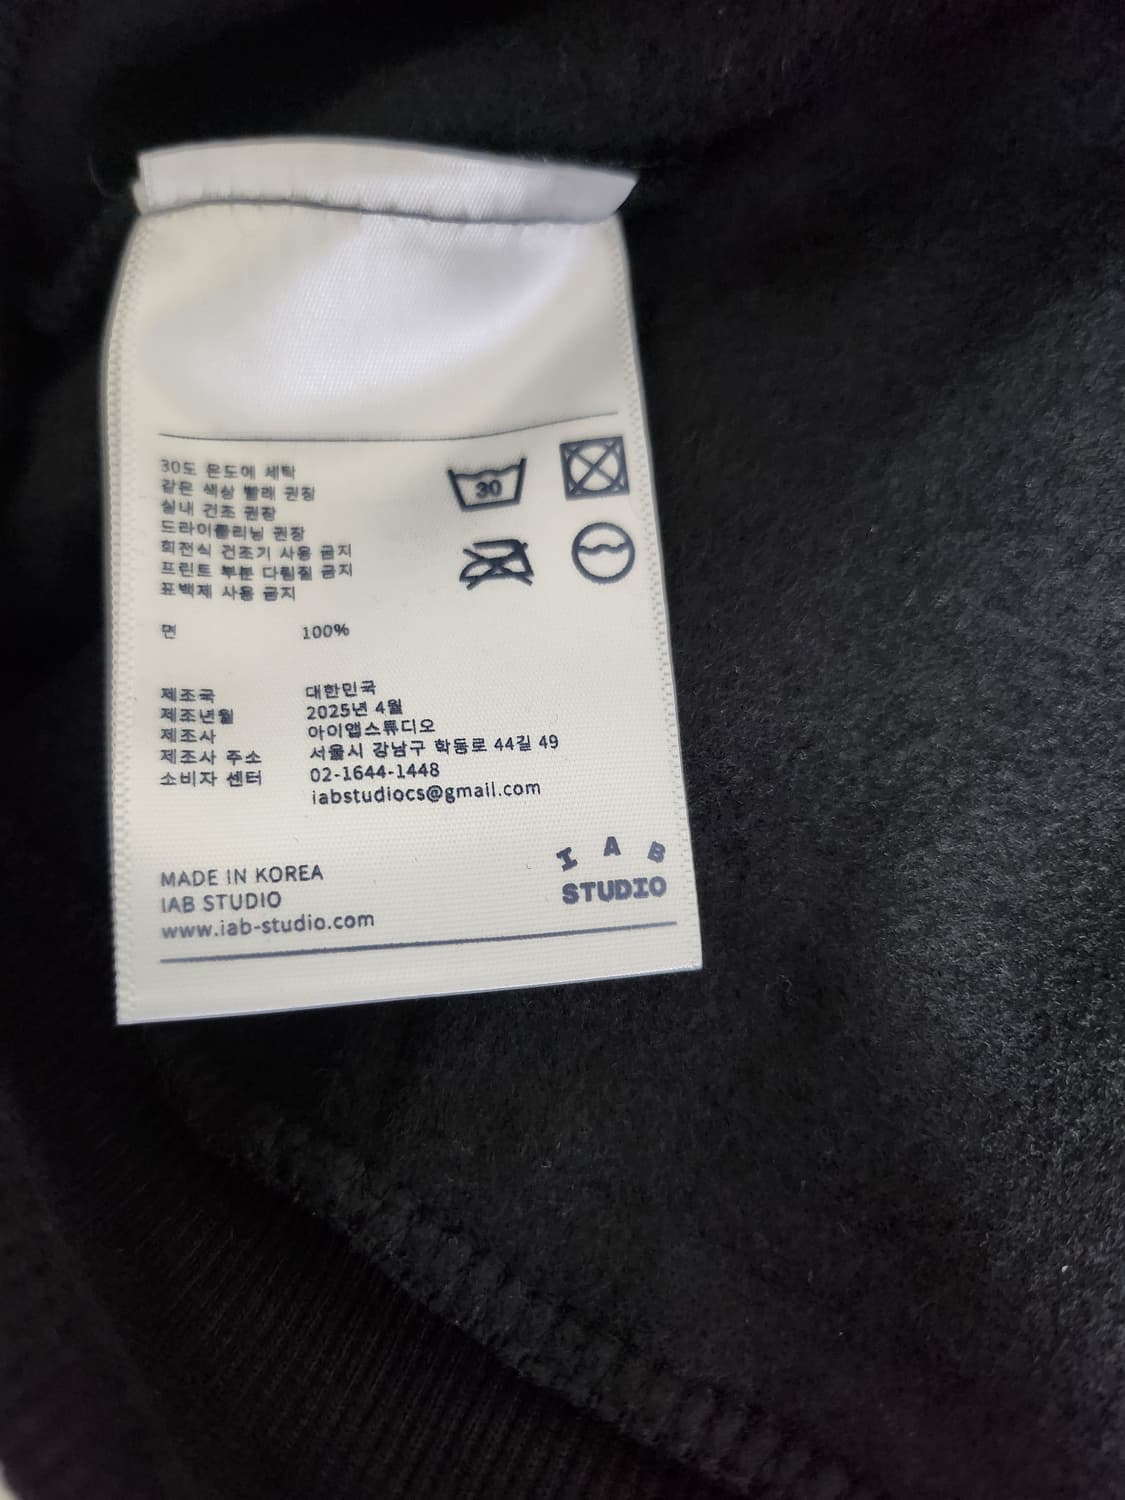 30도 온도에 세탁
같은 색상 빨래 권장
실내 건조 권장
드라이클리닝 권장
회전식 건조기 사용 금지
프린트 부분 다림질 금지
표백제 사용 금지
30
면 100%
제조국 대한민국
제조년월 2025년 4월
제조사 아이앱스튜디오
제조사 주소 서울시 강남구 학동로 44길 49
소비자 센터 02-1644-1448
iabstudiocs@gmail.com
MADE IN KOREA
IAB STUDIO
www.iab-studio.com
I A B
STUDIO